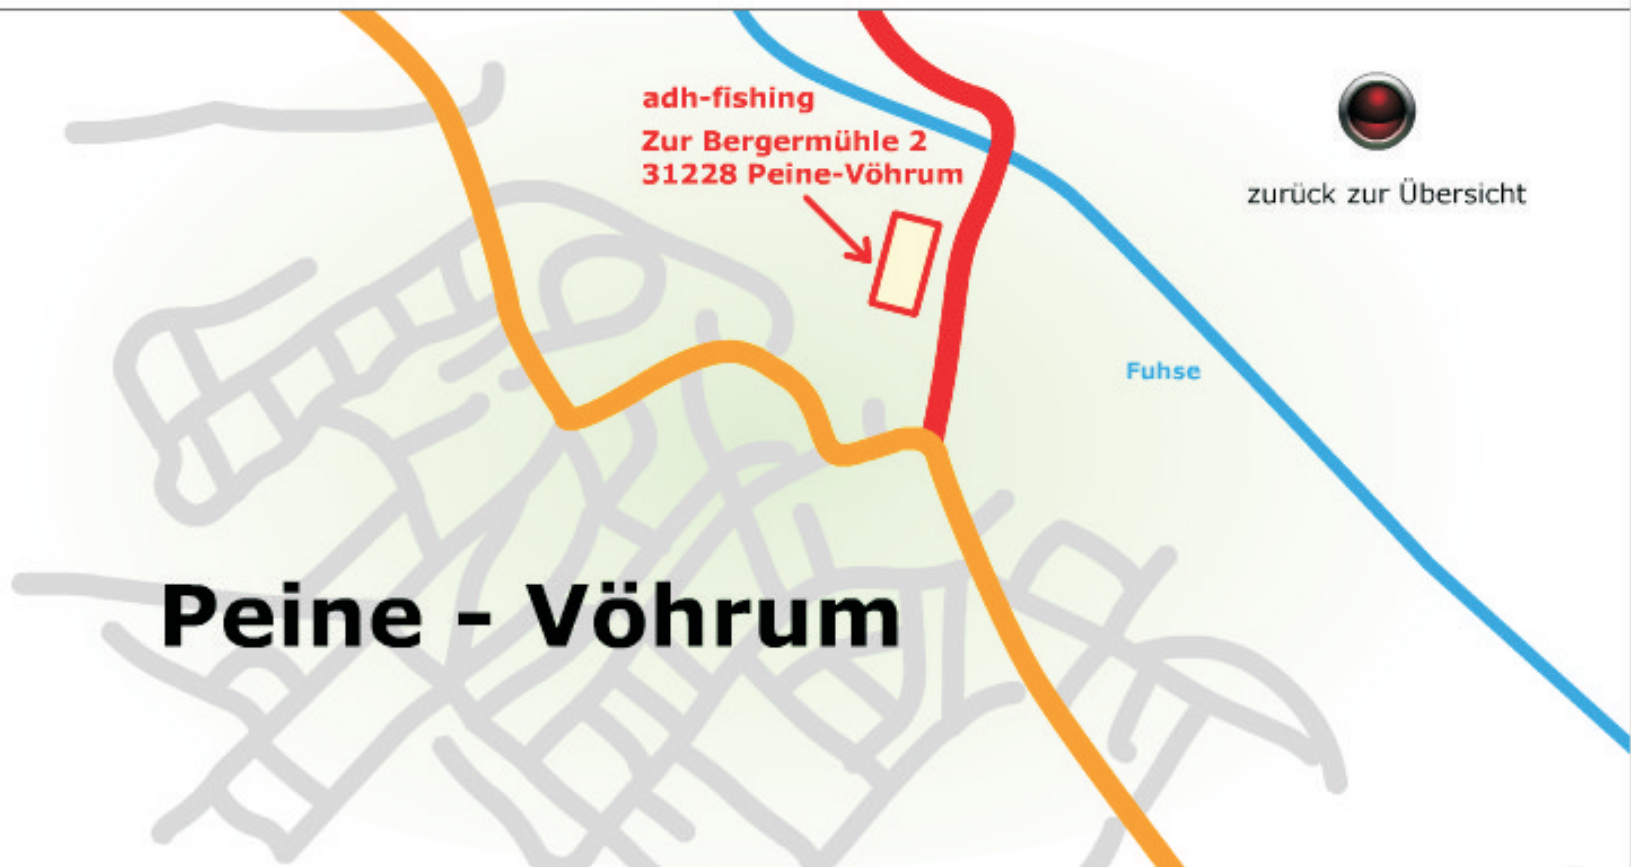 adh-fishing
Zur Bergermühle 2
31228 Peine-Vöhrum
zurück zur Übersicht
Fuhse
Peine - Vöhrum